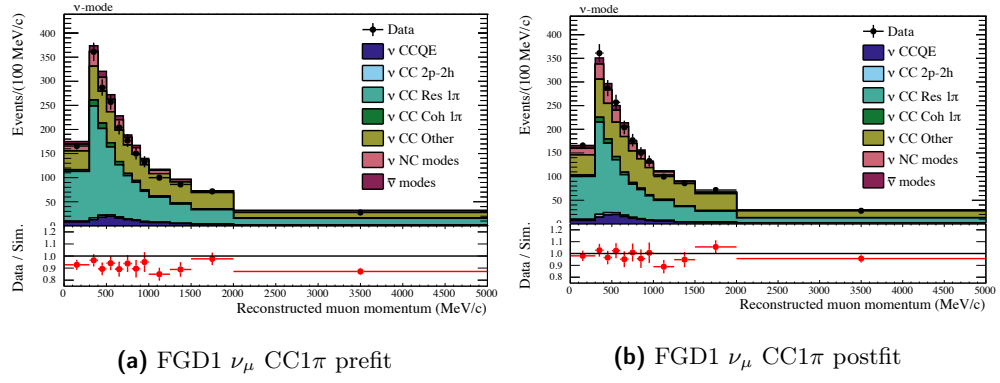 ν-mode
Events/(100 MeV/c)
400
350
300
250
200
150
100
50
0
Data
ν CCQE
ν CC 2p-2h
ν CC Res 1π
ν CC Coh 1π
ν CC Other
ν NC modes
ν̅ modes
Data / Sim.
1.2
1.1
1.0
0.9
0.8
0 500 1000 1500 2000 2500 3000 3500 4000 4500 5000
Reconstructed muon momentum (MeV/c)
(a) FGD1 νμ CC1π prefit
ν-mode
Events/(100 MeV/c)
400
350
300
250
200
150
100
50
0
Data
ν CCQE
ν CC 2p-2h
ν CC Res 1π
ν CC Coh 1π
ν CC Other
ν NC modes
ν̅ modes
Data / Sim.
1.2
1.1
1.0
0.9
0.8
0 500 1000 1500 2000 2500 3000 3500 4000 4500 5000
Reconstructed muon momentum (MeV/c)
(b) FGD1 νμ CC1π postfit